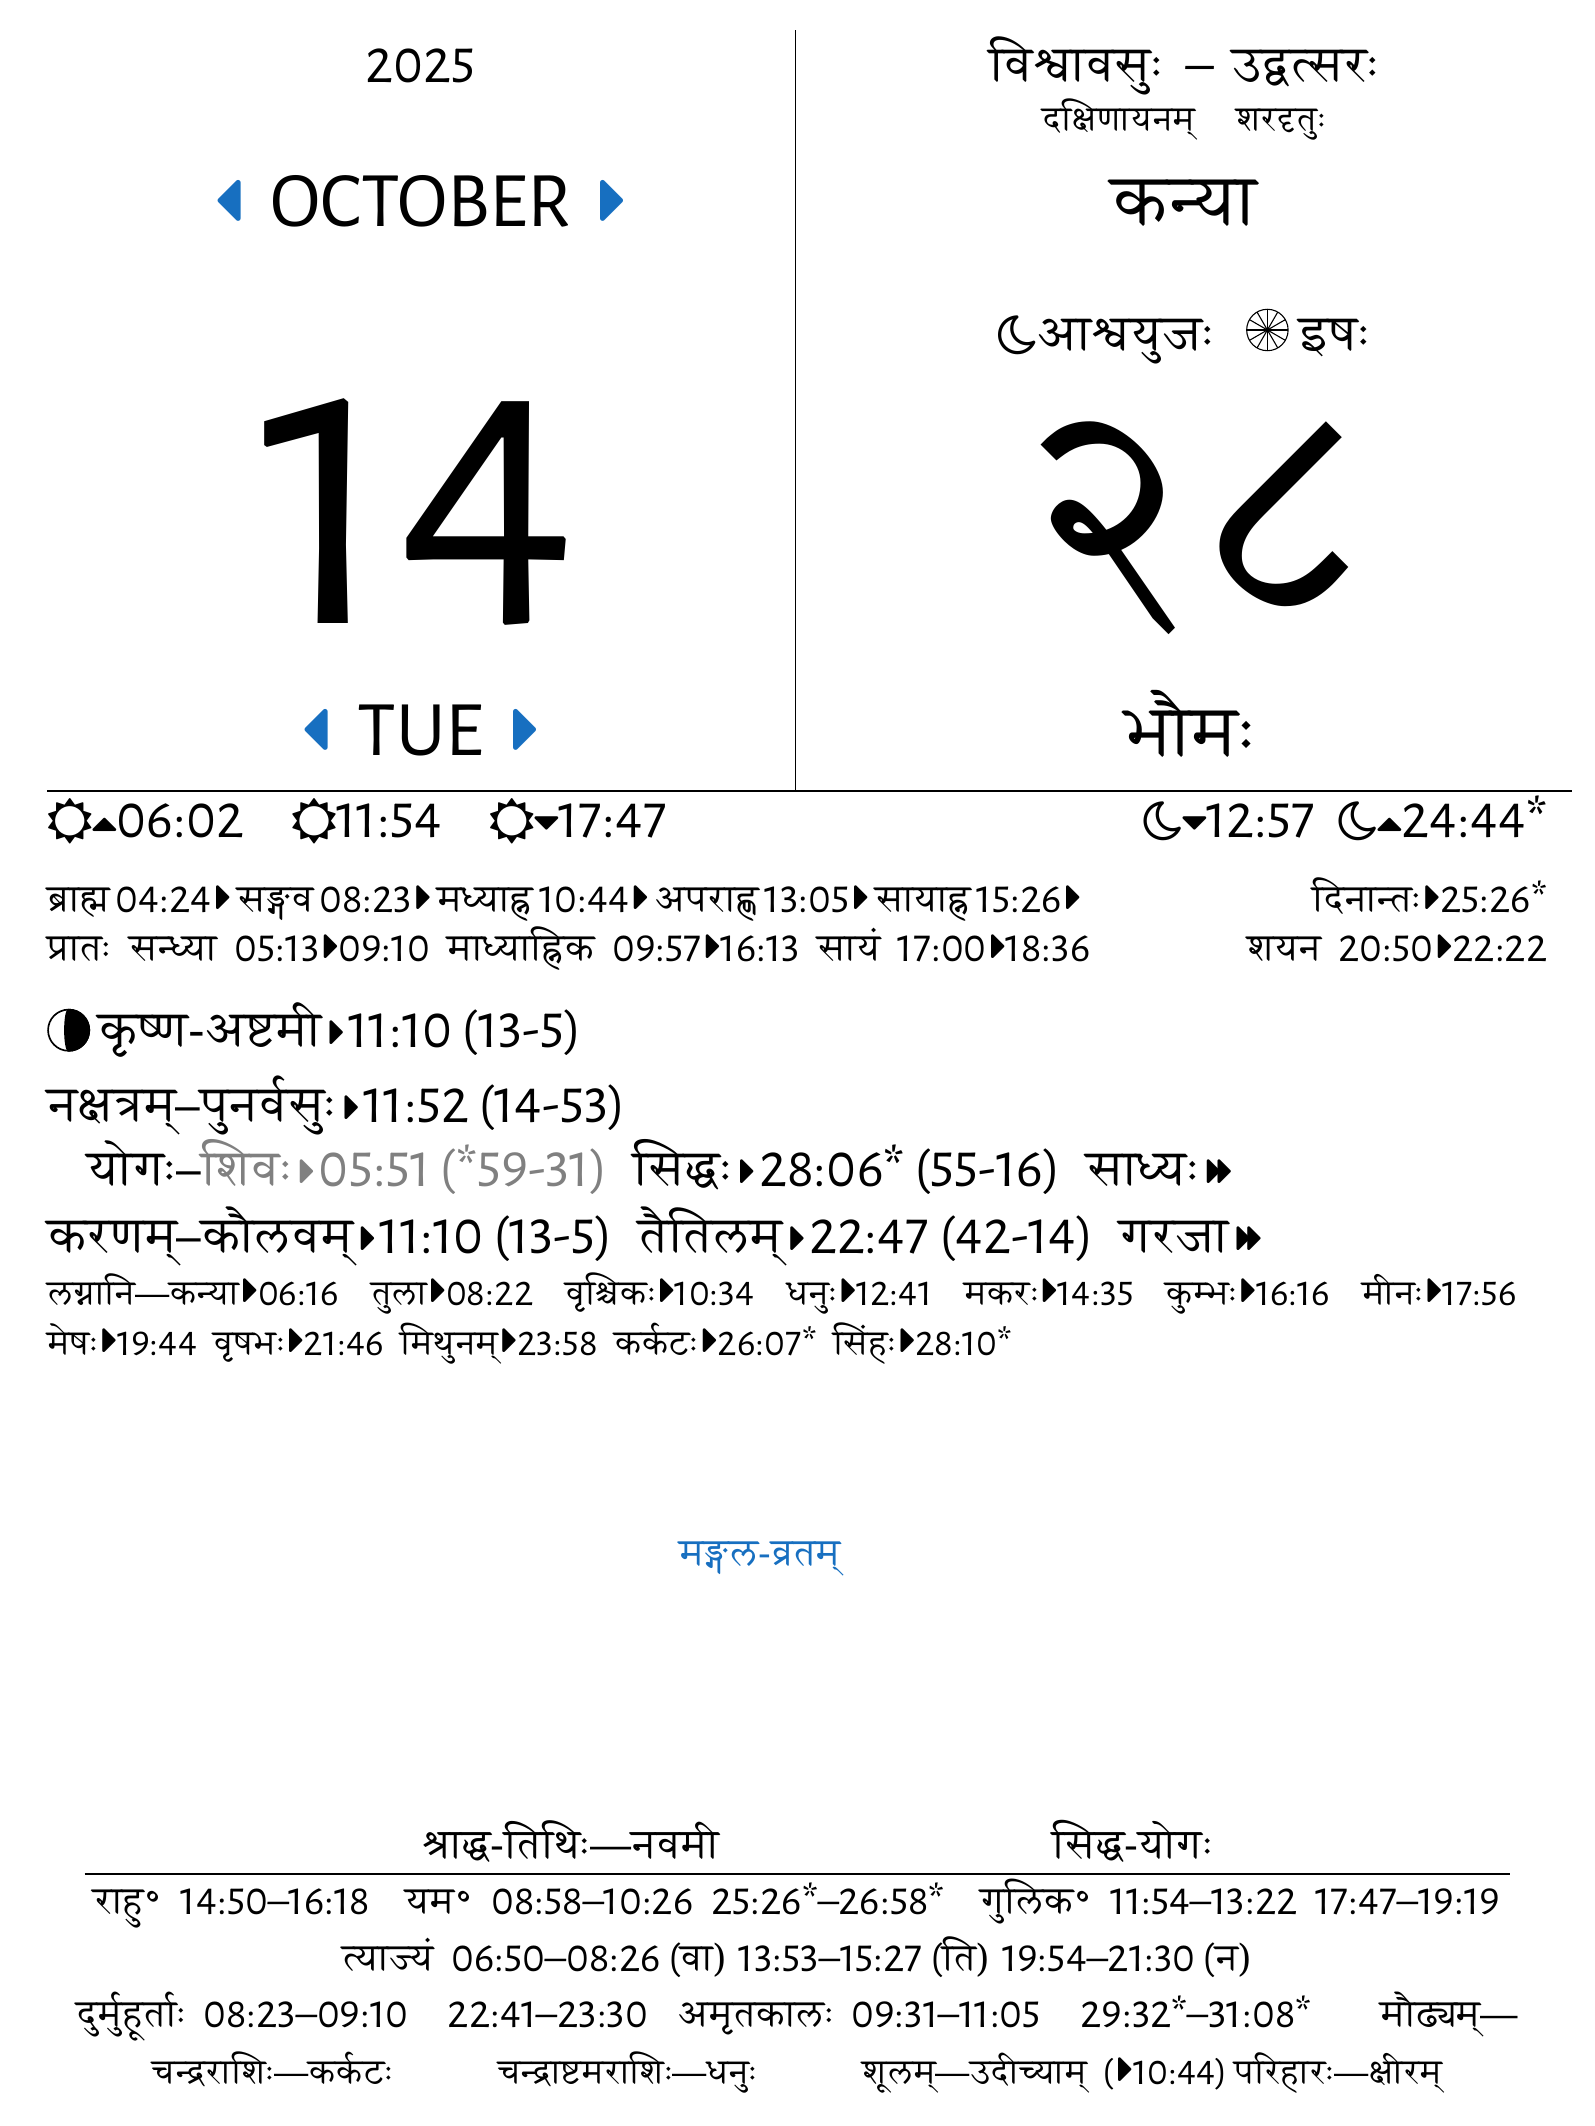 2025
OCTOBER
14
TUE
विश्वावसुः – उद्वत्सरः
दक्षिणायनम् शरदृतुः
कन्या
आश्वयुजः इषः
२८
भौमः
06:02 11:54 17:47 12:57 24:44*
ब्राह्म 04:24 सङ्गव 08:23 मध्याह्न 10:44 अपराह्ण 13:05 सायाह्न 15:26 दिनान्तः 25:26*
प्रातः सन्ध्या 05:13 09:10 माध्याह्निक 09:57 16:13 सायं 17:00 18:36 शयन 20:50 22:22
कृष्ण-अष्टमी 11:10 (13-5)
नक्षत्रम्–पुनर्वसुः 11:52 (14-53)
योगः–शिवः 05:51 (*59-31) सिद्धः 28:06* (55-16) साध्यः
करणम्–कौलवम् 11:10 (13-5) तैतिलम् 22:47 (42-14) गरजा
लग्नानि—कन्या 06:16 तुला 08:22 वृश्चिकः 10:34 धनुः 12:41 मकरः 14:35 कुम्भः 16:16 मीनः 17:56
मेषः 19:44 वृषभः 21:46 मिथुनम् 23:58 कर्कटः 26:07* सिंहः 28:10*
मङ्गल-व्रतम्
श्राद्ध-तिथिः—नवमी सिद्ध-योगः
राहु° 14:50–16:18 यम° 08:58–10:26 25:26*–26:58* गुलिक° 11:54–13:22 17:47–19:19
त्याज्यं 06:50–08:26 (वा) 13:53–15:27 (ति) 19:54–21:30 (न)
दुर्मुहूर्ताः 08:23–09:10 22:41–23:30 अमृतकालः 09:31–11:05 29:32*–31:08* मौढ्यम्—
चन्द्रराशिः—कर्कटः चन्द्राष्टमराशिः—धनुः शूलम्—उदीच्याम् (10:44) परिहारः—क्षीरम्